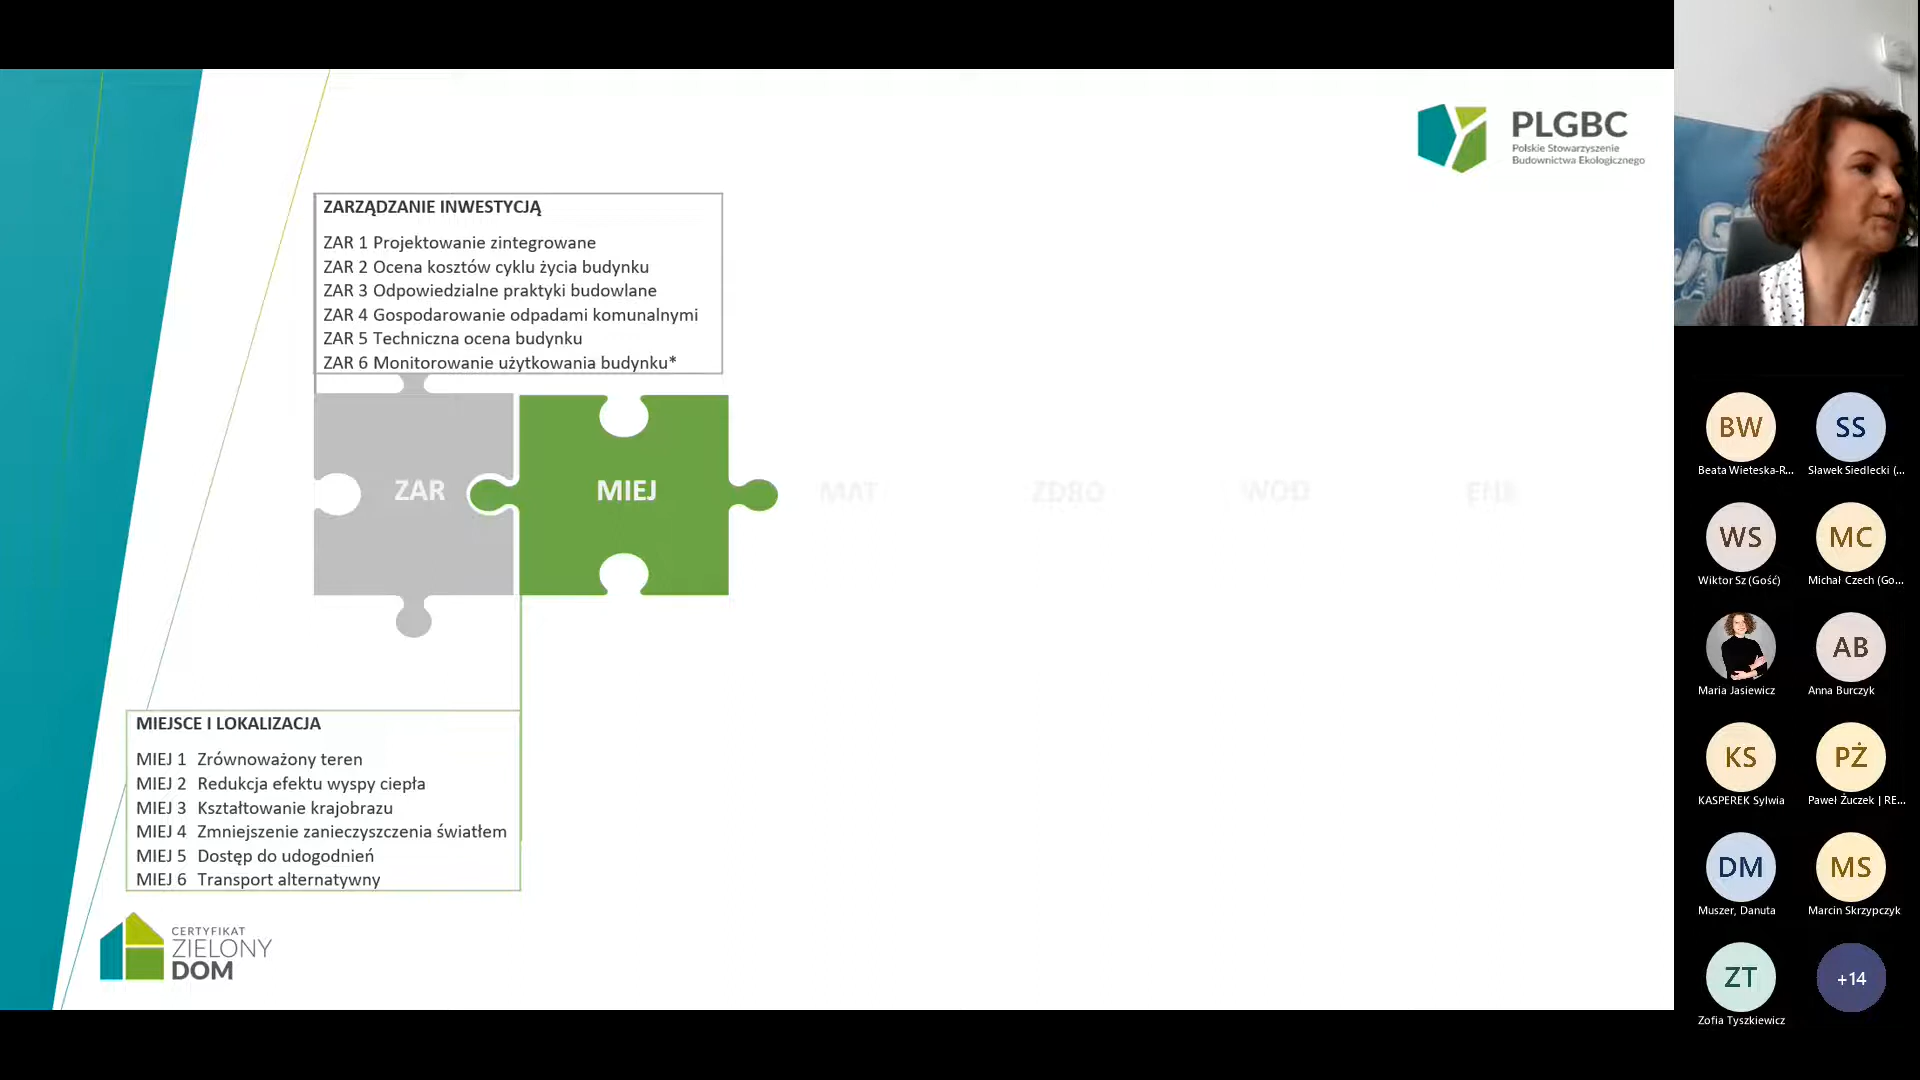 PLGBC
Polskie Stowarzyszenie
Budownictwa Ekologicznego
ZARZĄDZANIE INWESTYCJĄ
ZAR 1 Projektowanie zintegrowane
ZAR 2 Ocena kosztów cyklu życia budynku
ZAR 3 Odpowiedzialne praktyki budowlane
ZAR 4 Gospodarowanie odpadami komunalnymi
ZAR 5 Techniczna ocena budynku
ZAR 6 Monitorowanie użytkowania budynku*
ZAR
MIEJ
MAT
ZDRO
WOD
ENE
MIEJSCE I LOKALIZACJA
MIEJ 1 Zrównoważony teren
MIEJ 2 Redukcja efektu wyspy ciepła
MIEJ 3 Kształtowanie krajobrazu
MIEJ 4 Zmniejszenie zanieczyszczenia światłem
MIEJ 5 Dostęp do udogodnień
MIEJ 6 Transport alternatywny
CERTYFIKAT
ZIELONY
DOM
BW
SS
Beata Wieteska-R...
Sławek Siedlecki (...
WS
MC
Wiktor Sz (Gość)
Michał Czech (Go...
AB
Maria Jasiewicz
Anna Burczyk
KS
PŻ
KASPEREK Sylwia
Paweł Żuczek | RE...
DM
MS
Muszer, Danuta
Marcin Skrzypczyk
ZT
+14
Zofia Tyszkiewicz